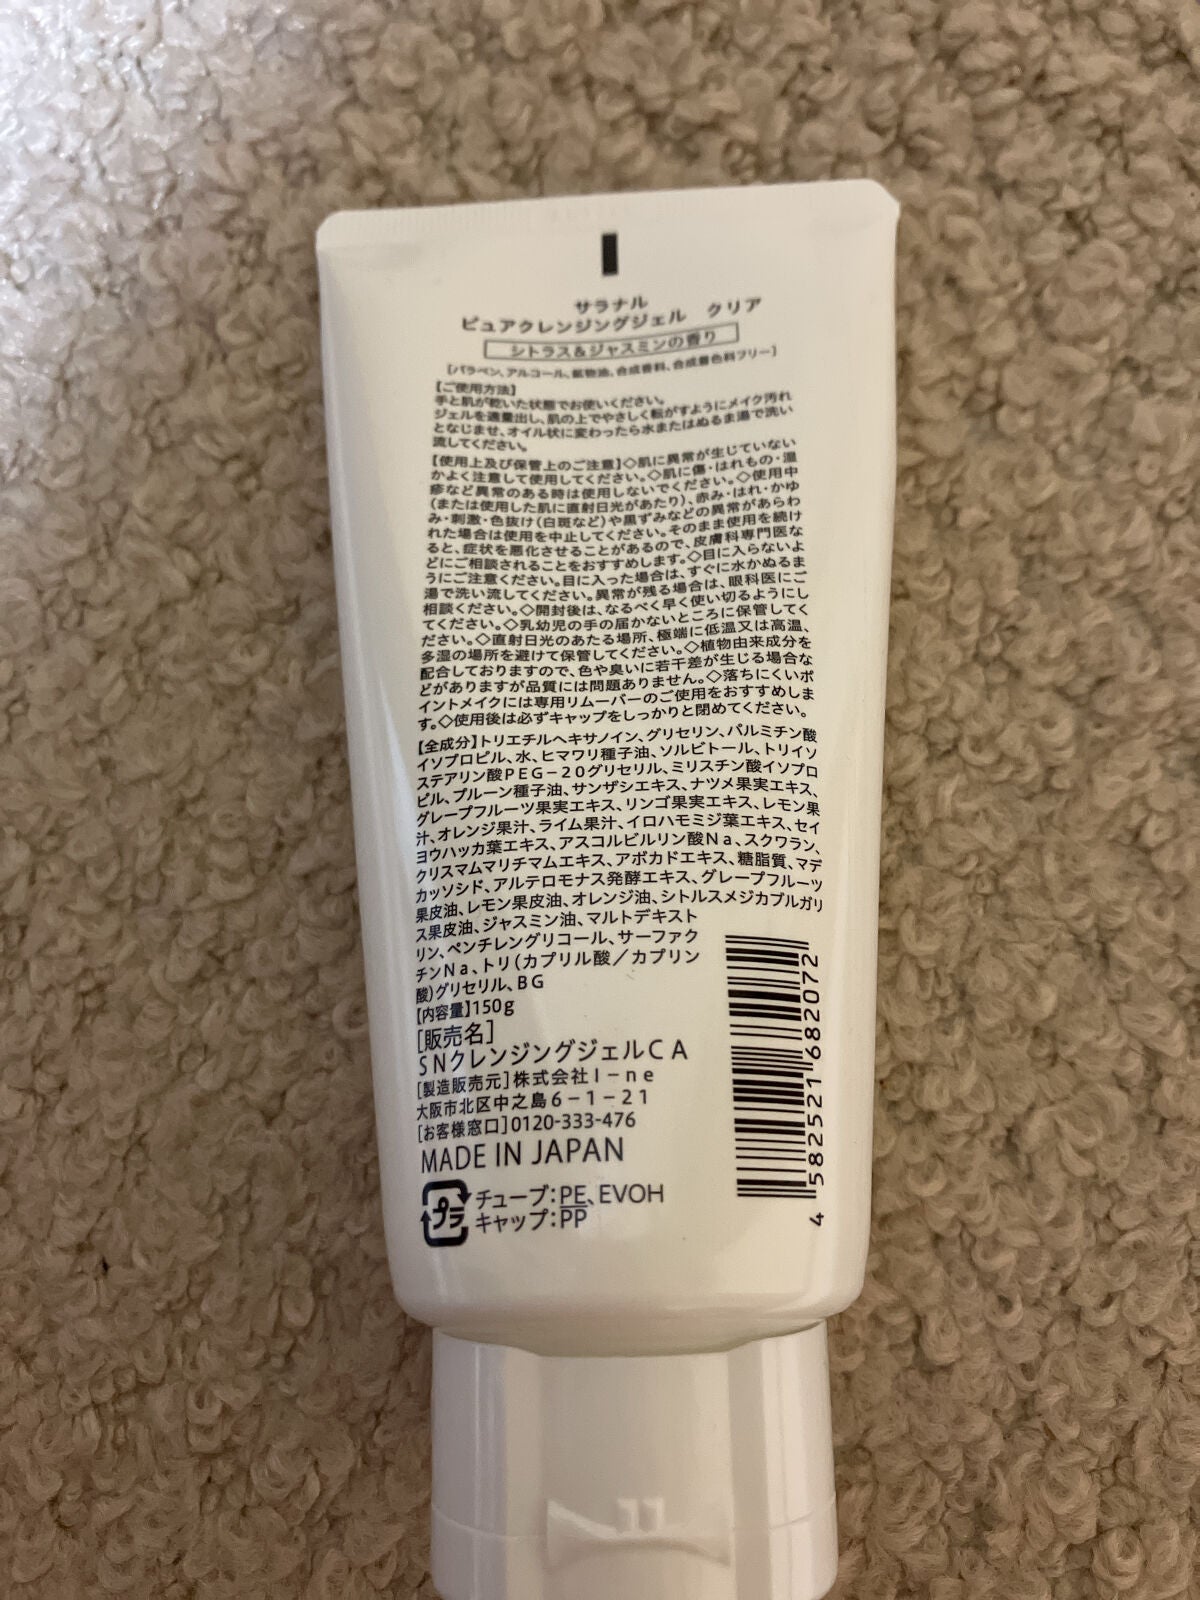 サラナル
ピュアクレンジングジェル クリア
シトラス&ジャスミンの香り
[パラベン、アルコール、鉱物油、合成香料、合成着色料フリー]
【ご使用方法】
手と肌が乾いた状態でお使いください。
ジェルを適量出し、肌の上でやさしく転がすようにメイク汚れ
となじませ、オイル状に変わったら水またはぬるま湯で洗い
流してください。
【使用上及び保管上のご注意】◇肌に異常が生じていない
かよく注意して使用してください。◇肌に傷・はれもの・湿
疹など異常のある時は使用しないでください。◇使用中
(または使用した肌に直射日光があたり)、赤み・はれ・かゆ
み・刺激・色抜け(白斑など)や黒ずみなどの異常があらわ
れた場合は使用を中止してください。そのまま使用を続け
ると、症状を悪化させることがあるので、皮膚科専門医な
どにご相談されることをおすすめします。◇目に入らないよ
うにご注意ください。目に入った場合は、すぐに水かぬるま
湯で洗い流してください。異常が残る場合は、眼科医にご
相談ください。◇開封後は、なるべく早く使い切るようにし
てください。◇乳幼児の手の届かないところに保管してく
ださい。◇直射日光のあたる場所、極端に低温又は高温、
多湿の場所を避けて保管してください。◇植物由来成分を
配合しておりますので、色や臭いに若干差が生じる場合な
どがありますが品質には問題ありません。◇落ちにくいポ
イントメイクには専用リムーバーのご使用をおすすめしま
す。◇使用後は必ずキャップをしっかりと閉めてください。
【全成分】トリエチルヘキサノイン、グリセリン、パルミチン酸
イソプロピル、水、ヒマワリ種子油、ソルビトール、トリイソ
ステアリン酸PEG-20グリセリル、ミリスチン酸イソプロ
ピル、プルーン種子油、サンザシエキス、ナツメ果実エキス、
グレープフルーツ果実エキス、リンゴ果実エキス、レモン果
汁、オレンジ果汁、ライム果汁、イロハモミジ葉エキス、セイ
ヨウハッカ葉エキス、アスコルビルリン酸Na、スクワラン、
クリスマムマリチマムエキス、アボカドエキス、糖脂質、マデ
カッソシド、アルテロモナス発酵エキス、グレープフルーツ
果皮油、レモン果皮油、オレンジ油、シトルスメジカブルガリ
ス果皮油、ジャスミン油、マルトデキスト
リン、ペンチレングリコール、サーファク
チンNa、トリ(カプリル酸/カプリン
酸)グリセリル、BG
【内容量】150g
[販売名]
SNクレンジングジェルCA
[製造販売元]株式会社I-ne
大阪市北区中之島6-1-21
[お客様窓口]0120-333-476
MADE IN JAPAN
プラ
チューブ:PE、EVOH
キャップ:PP
4 582521 682072